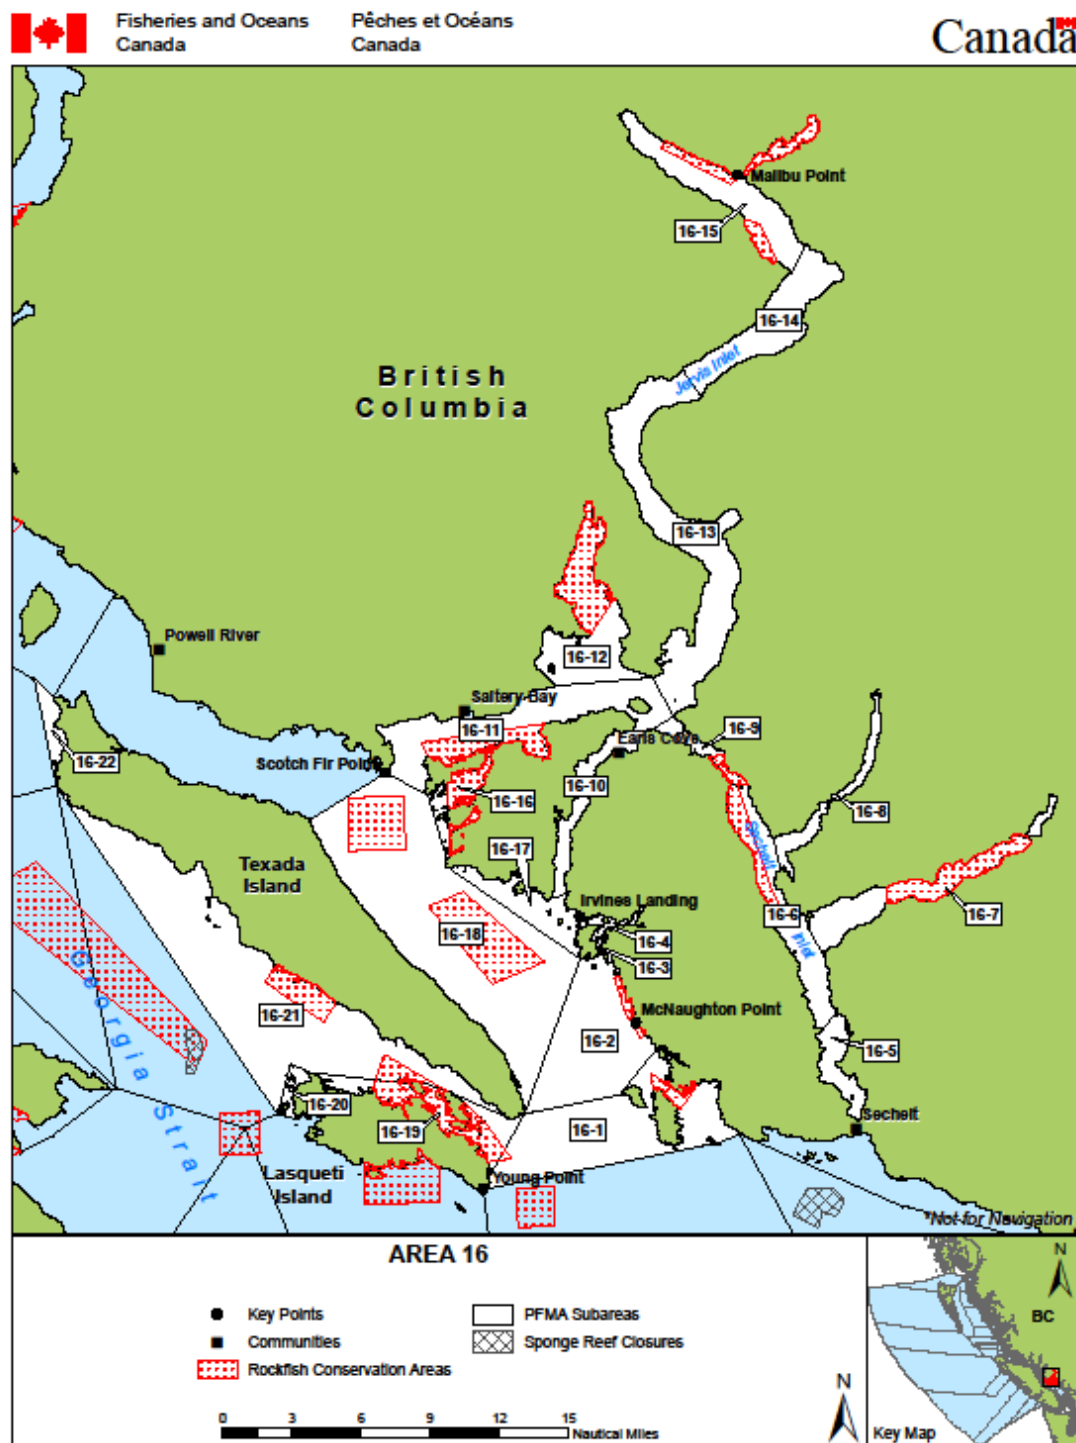 Fisheries and Oceans
Canada
Pêches et Océans
Canada
Canada
Malibu Point
16-15
16-14
Jervis Inlet
British
Columbia
16-13
Powell River
16-12
Saltery Bay
16-11
16-9
Earls Cove
16-22
Scotch Fir Point
16-10
16-16
16-8
16-17
Texada
Island
Sechelt
Inlet
Irvines Landing
16-6
16-7
16-18
16-4
16-3
McNaughton Point
16-21
16-2
16-5
Georgia
Strait
16-20
16-19
16-1
Sechelt
Lasqueti
Island
Young Point
*Not for Navigation
AREA 16
Key Points
Communities
Rockfish Conservation Areas
PFMA Subareas
Sponge Reef Closures
0 3 6 9 12 15
Nautical Miles
N
N
BC
Key Map